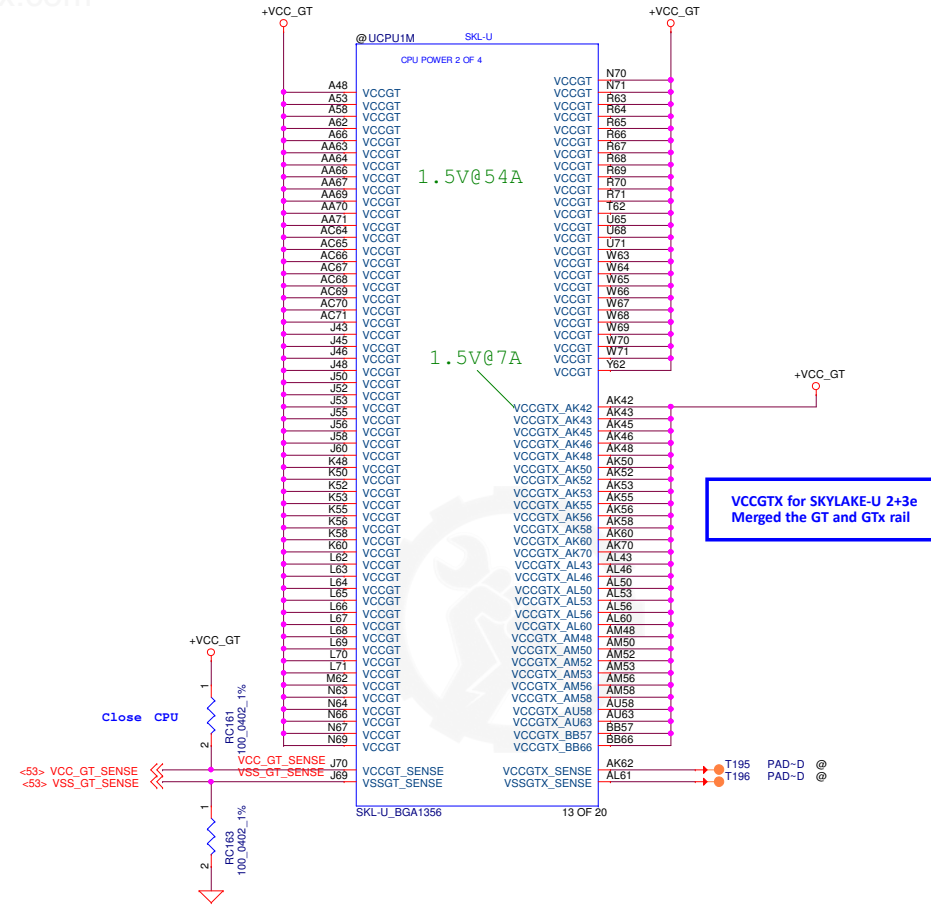 +VCC_GT
+VCC_GT
@ UCPU1M SKL-U
CPU POWER 2 OF 4
VCCGT N70
A48 VCCGT VCCGT N71
A53 VCCGT VCCGT R63
A58 VCCGT VCCGT R64
A62 VCCGT VCCGT R65
A66 VCCGT VCCGT R66
AA63 VCCGT VCCGT R67
AA64 VCCGT VCCGT R68
AA66 VCCGT 1.5V@54A VCCGT R69
AA67 VCCGT VCCGT R70
AA69 VCCGT VCCGT R71
AA70 VCCGT VCCGT T62
AA71 VCCGT VCCGT U65
AC64 VCCGT VCCGT U68
AC65 VCCGT VCCGT U71
AC66 VCCGT VCCGT W63
AC67 VCCGT VCCGT W64
AC68 VCCGT VCCGT W65
AC69 VCCGT VCCGT W66
AC70 VCCGT VCCGT W67
AC71 VCCGT VCCGT W68
J43 VCCGT VCCGT W69
J45 VCCGT VCCGT W70
J46 VCCGT 1.5V@7A VCCGT W71
J48 VCCGT VCCGT Y62
J50 VCCGT
+VCC_GT
J52 VCCGT
J53 VCCGT VCCGTX_AK42 AK42
J55 VCCGT VCCGTX_AK43 AK43
J56 VCCGT VCCGTX_AK45 AK45
J58 VCCGT VCCGTX_AK46 AK46
J60 VCCGT VCCGTX_AK48 AK48
K48 VCCGT VCCGTX_AK50 AK50
K50 VCCGT VCCGTX_AK52 AK52
K52 VCCGT VCCGTX_AK53 AK53
K53 VCCGT VCCGTX_AK55 AK55
K55 VCCGT VCCGTX_AK56 AK56
K56 VCCGT VCCGTX_AK58 AK58
K58 VCCGT VCCGTX_AK60 AK60
K60 VCCGT VCCGTX_AK70 AK70
L62 VCCGT VCCGTX_AL43 AL43
L63 VCCGT VCCGTX_AL46 AL46
L64 VCCGT VCCGTX_AL50 AL50
L65 VCCGT VCCGTX_AL53 AL53
L66 VCCGT VCCGTX_AL56 AL56
L67 VCCGT VCCGTX_AL60 AL60
L68 VCCGT VCCGTX_AM48 AM48
L69 VCCGT VCCGTX_AM50 AM50
L70 VCCGT VCCGTX_AM52 AM52
L71 VCCGT VCCGTX_AM53 AM53
M62 VCCGT VCCGTX_AM56 AM56
N63 VCCGT VCCGTX_AM58 AM58
N64 VCCGT VCCGTX_AU58 AU58
N66 VCCGT VCCGTX_AU63 AU63
N67 VCCGT VCCGTX_BB57 BB57
N69 VCCGT VCCGTX_BB66 BB66
VCCGTX for SKYLAKE-U 2+3e
Merged the GT and GTx rail
+VCC_GT
Close CPU
1
2
RC161
100_0402_1%
<53> VCC_GT_SENSE VCC_GT_SENSE J70 VCCGT_SENSE VCCGTX_SENSE AK62 T195 PAD~D @
<53> VSS_GT_SENSE VSS_GT_SENSE J69 VSSGT_SENSE VSSGTX_SENSE AL61 T196 PAD~D @
1
2
RC163
100_0402_1%
SKL-U_BGA1356 13 OF 20